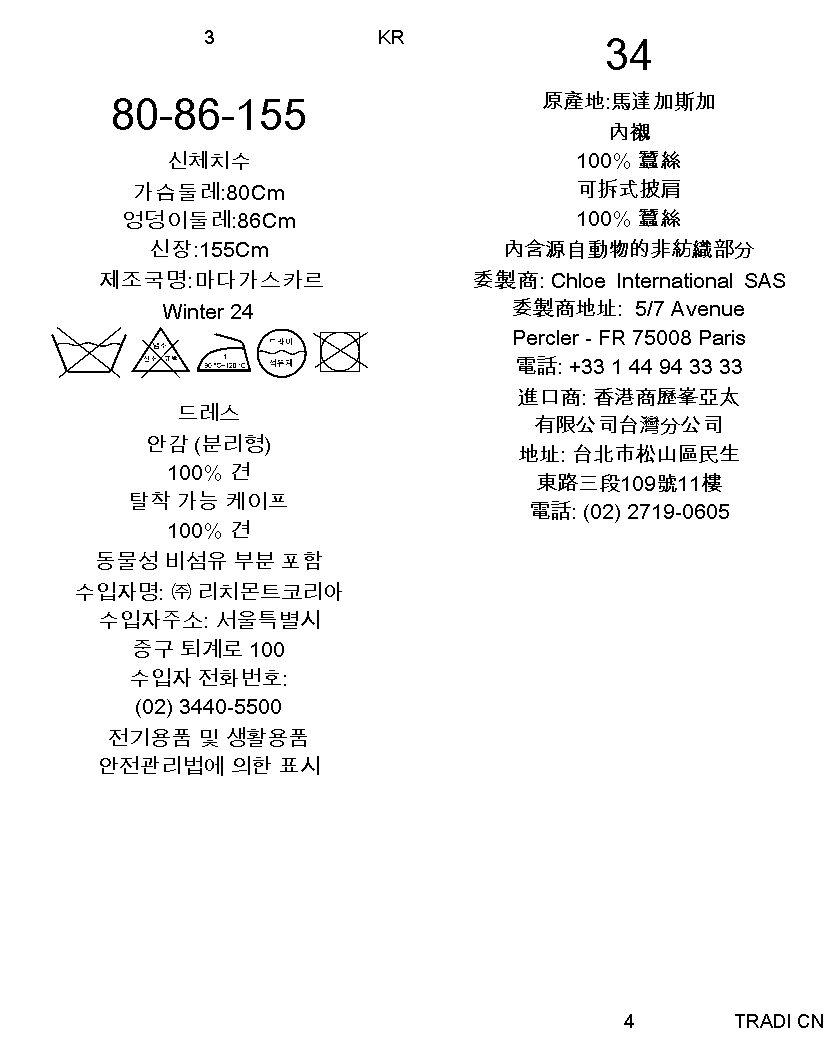 3
KR
80-86-155
신체치수
가슴둘레:80Cm
엉덩이둘레:86Cm
신장:155Cm
제조국명:마다가스카르
Winter 24
염소
산소 표백
1
90 °C~120 °C
드라이
석유계
드레스
안감 (분리형)
100% 견
탈착 가능 케이프
100% 견
동물성 비섬유 부분 포함
수입자명: ㈜ 리치몬트코리아
수입자주소: 서울특별시
중구 퇴계로 100
수입자 전화번호:
(02) 3440-5500
전기용품 및 생활용품
안전관리법에 의한 표시
34
原產地:馬達加斯加
內襯
100% 蠶絲
可拆式披肩
100% 蠶絲
內含源自動物的非紡織部分
委製商: Chloe International SAS
委製商地址: 5/7 Avenue
Percler - FR 75008 Paris
電話: +33 1 44 94 33 33
進口商: 香港商歷峯亞太
有限公司台灣分公司
地址: 台北市松山區民生
東路三段109號11樓
電話: (02) 2719-0605
4
TRADI CN